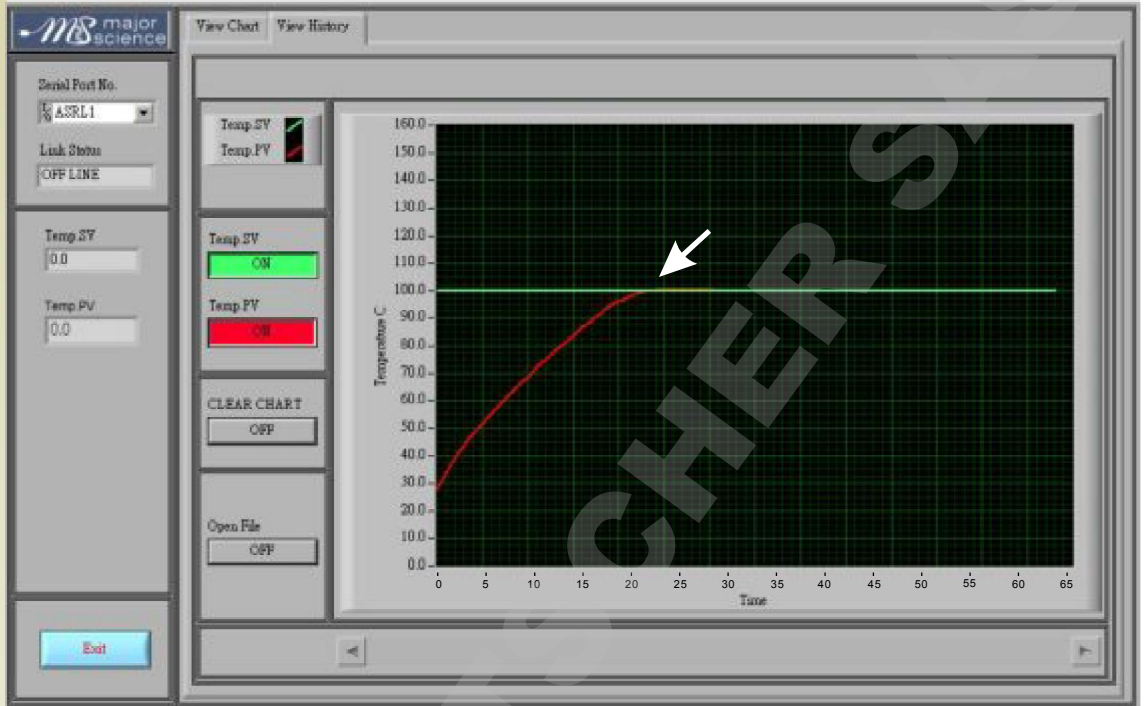 MS major science
View Chart View History
Serial Port No.
ASRL1
Link Status
OFF LINE
Temp.SV
0.0
Temp.PV
0.0
Exit
Temp.SV
Temp.PV
Temp.SV
ON
Temp.PV
ON
CLEAR CHART
OFF
Open File
OFF
160.0
150.0
140.0
130.0
120.0
110.0
100.0
90.0
80.0
70.0
60.0
50.0
40.0
30.0
20.0
10.0
0.0
Temperature C
0 5 10 15 20 25 30 35 40 45 50 55 60 65
Time